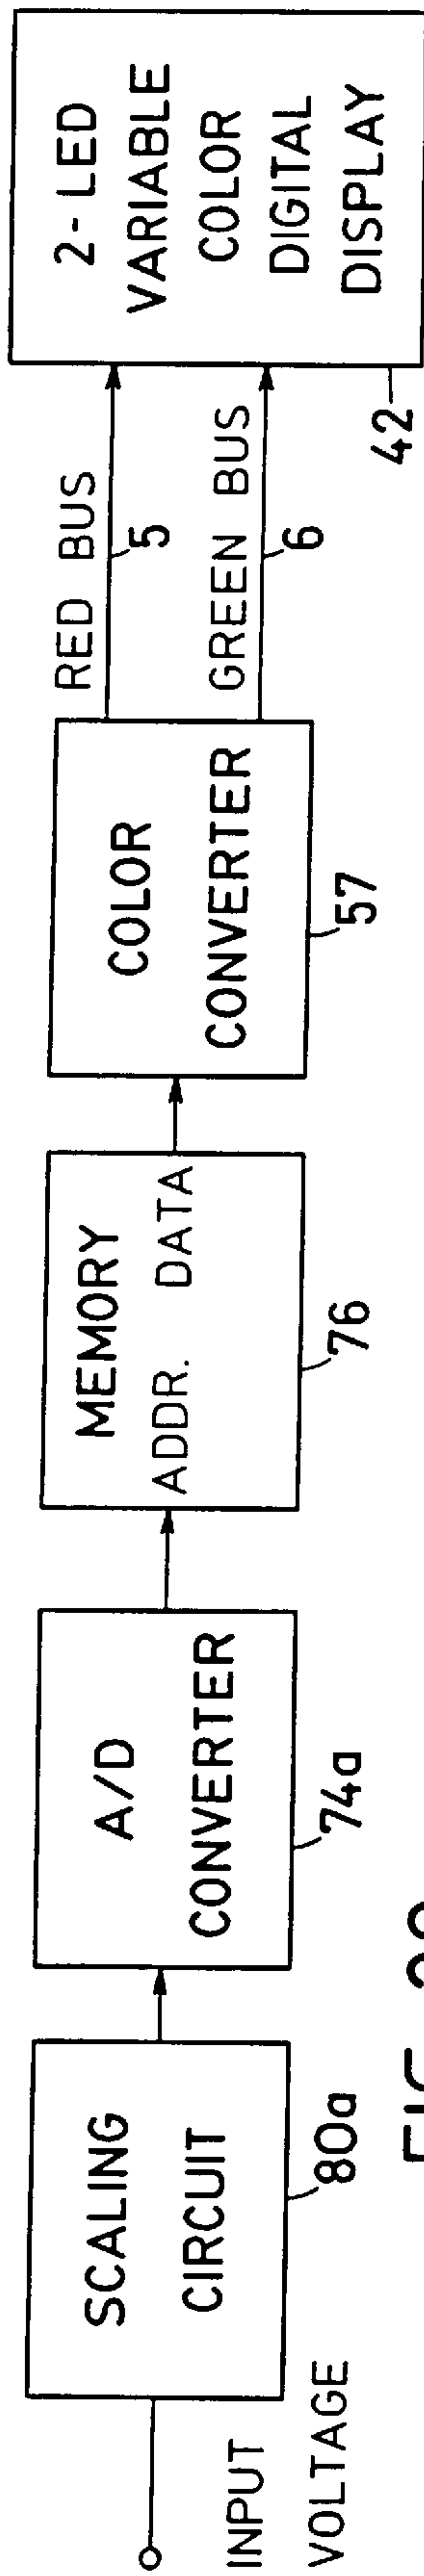 INPUT
VOLTAGE
SCALING
CIRCUIT
80a
A/D
CONVERTER
74a
MEMORY
ADDR. DATA
76
COLOR
CONVERTER
57
RED BUS
5
GREEN BUS
6
2-LED
VARIABLE
COLOR
DIGITAL
DISPLAY
42